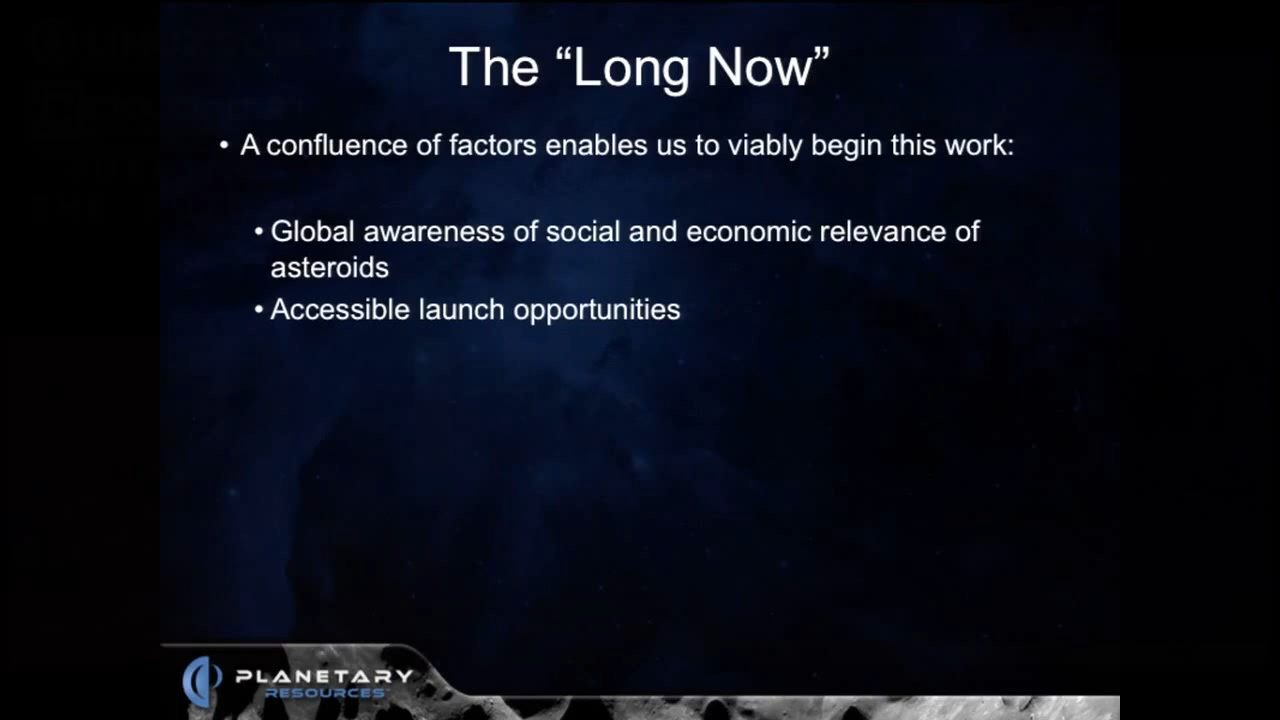 The “Long Now”
• A confluence of factors enables us to viably begin this work:
• Global awareness of social and economic relevance of
asteroids
• Accessible launch opportunities
PLANETARY
RESOURCES